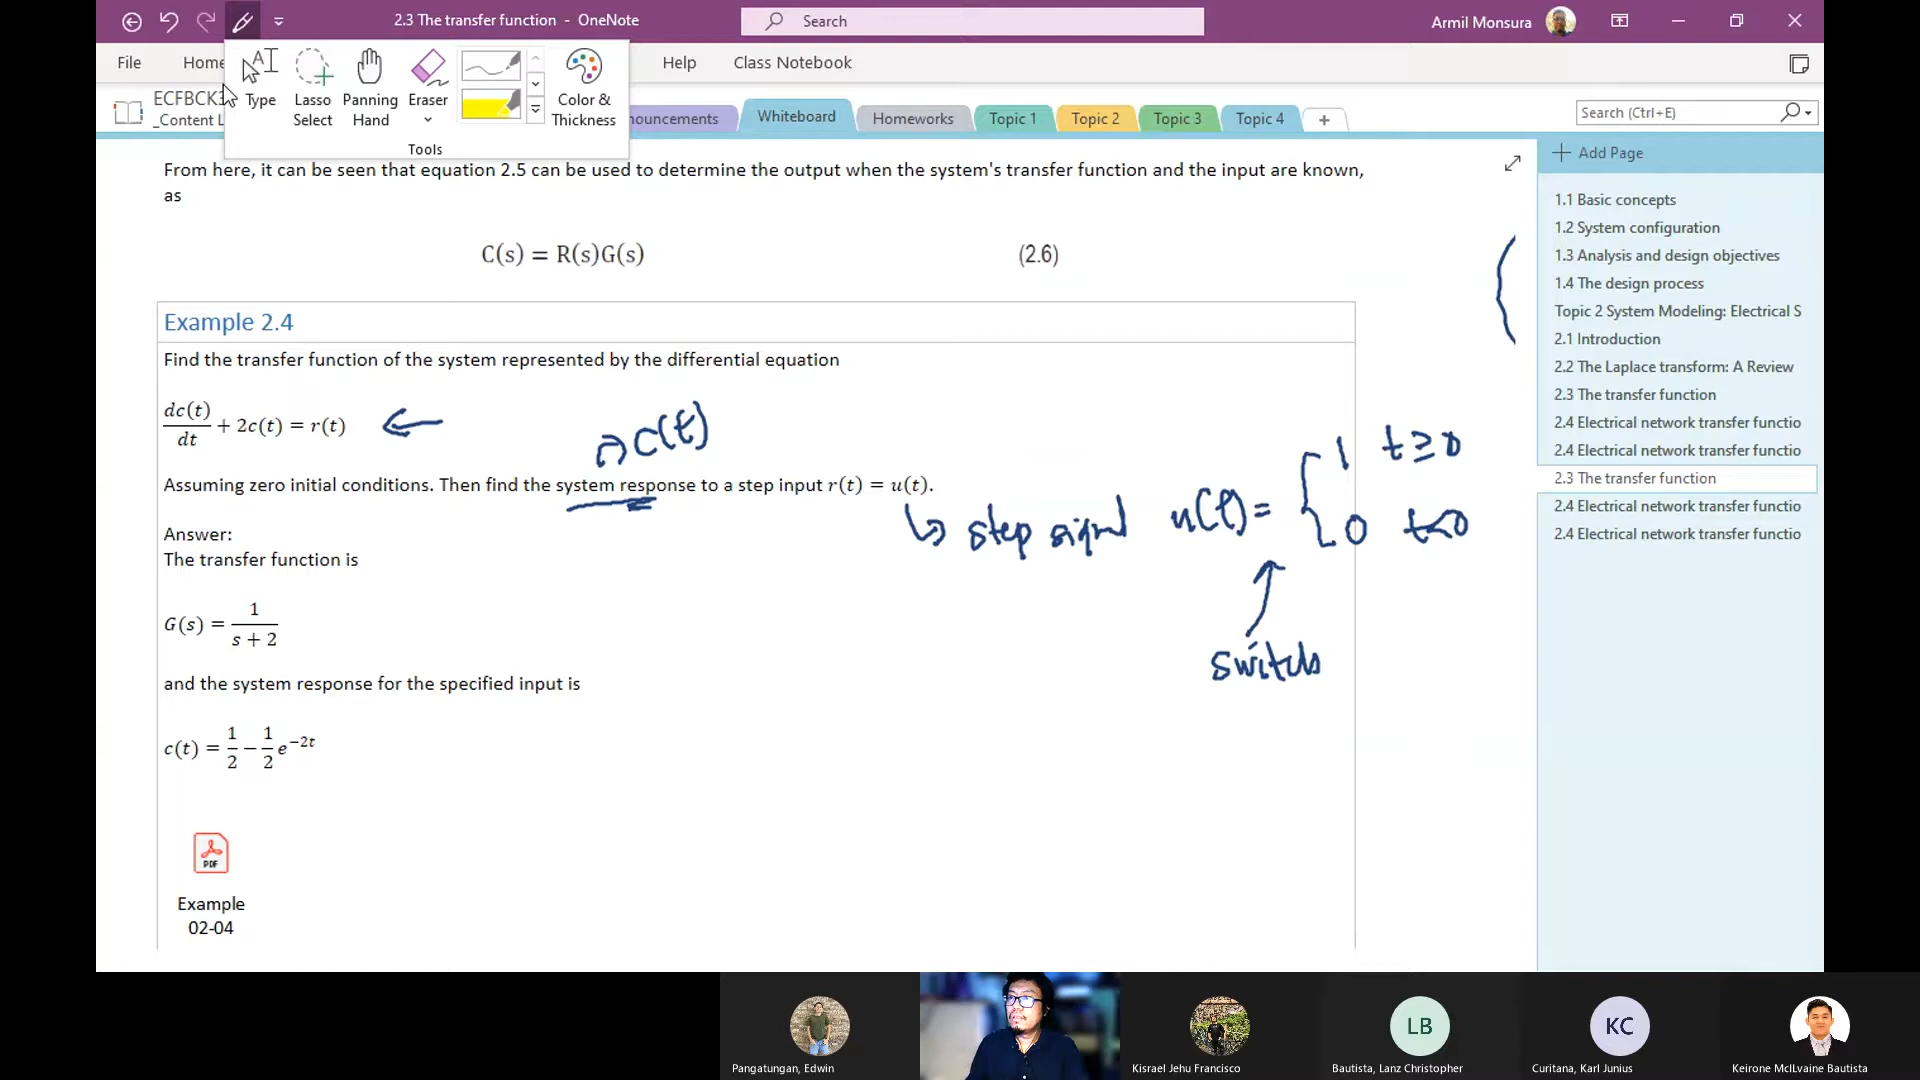 2.3 The transfer function - OneNote
Search
Armil Monsura
File
Home
Help
Class Notebook
Type
Lasso Select
Panning Hand
Eraser
Color & Thickness
Tools
ECFBCK
_Content L
nouncements
Whiteboard
Homeworks
Topic 1
Topic 2
Topic 3
Topic 4
Search (Ctrl+E)
From here, it can be seen that equation 2.5 can be used to determine the output when the system's transfer function and the input are known,
as
C(s) = R(s)G(s) (2.6)
Example 2.4
Find the transfer function of the system represented by the differential equation
dc(t)/dt + 2c(t) = r(t)
c(t)
Assuming zero initial conditions. Then find the system response to a step input r(t) = u(t).
step signal u(t) = { 1 t ≥ 0
0 t < 0
switch
Answer:
The transfer function is
G(s) = 1/(s + 2)
and the system response for the specified input is
c(t) = 1/2 − 1/2 e^−2t
PDF
Example
02-04
Add Page
1.1 Basic concepts
1.2 System configuration
1.3 Analysis and design objectives
1.4 The design process
Topic 2 System Modeling: Electrical S
2.1 Introduction
2.2 The Laplace transform: A Review
2.3 The transfer function
2.4 Electrical network transfer functio
2.4 Electrical network transfer functio
2.3 The transfer function
2.4 Electrical network transfer functio
2.4 Electrical network transfer functio
LB
KC
Pangatungan, Edwin
Kisrael Jehu Francisco
Bautista, Lanz Christopher
Curitana, Karl Junius
Keirone McILvaine Bautista